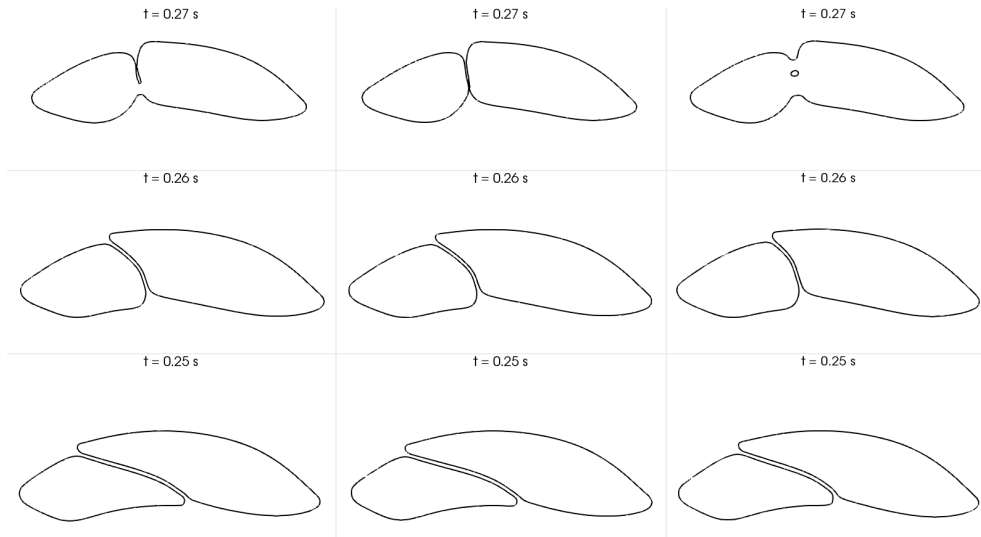 t = 0.27 s
t = 0.27 s
t = 0.27 s
t = 0.26 s
t = 0.26 s
t = 0.26 s
t = 0.25 s
t = 0.25 s
t = 0.25 s